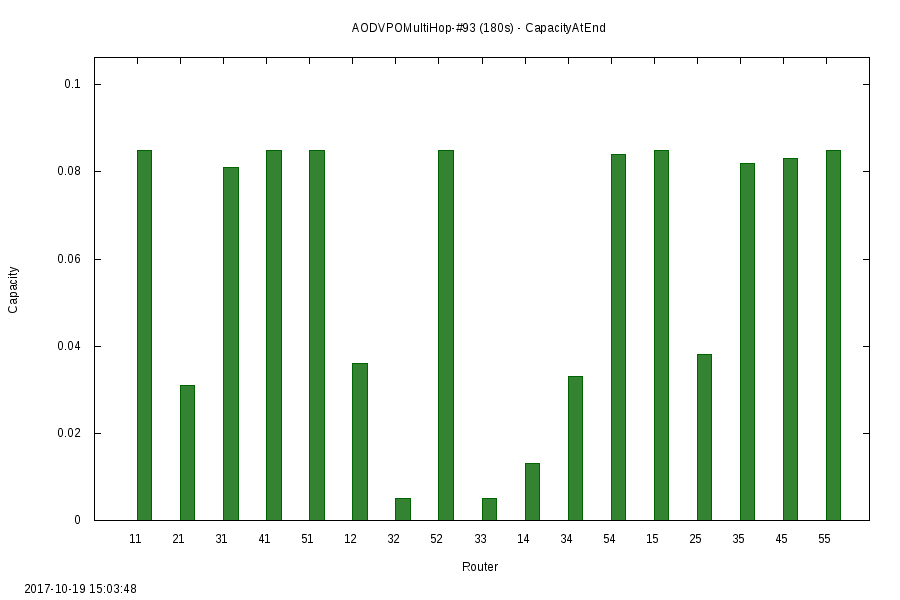 AODVPOMultiHop-#93 (180s) - CapacityAtEnd
0.1
0.08
0.06
0.04
0.02
0
Capacity
11 21 31 41 51 12 32 52 33 14 34 54 15 25 35 45 55
Router
2017-10-19 15:03:48